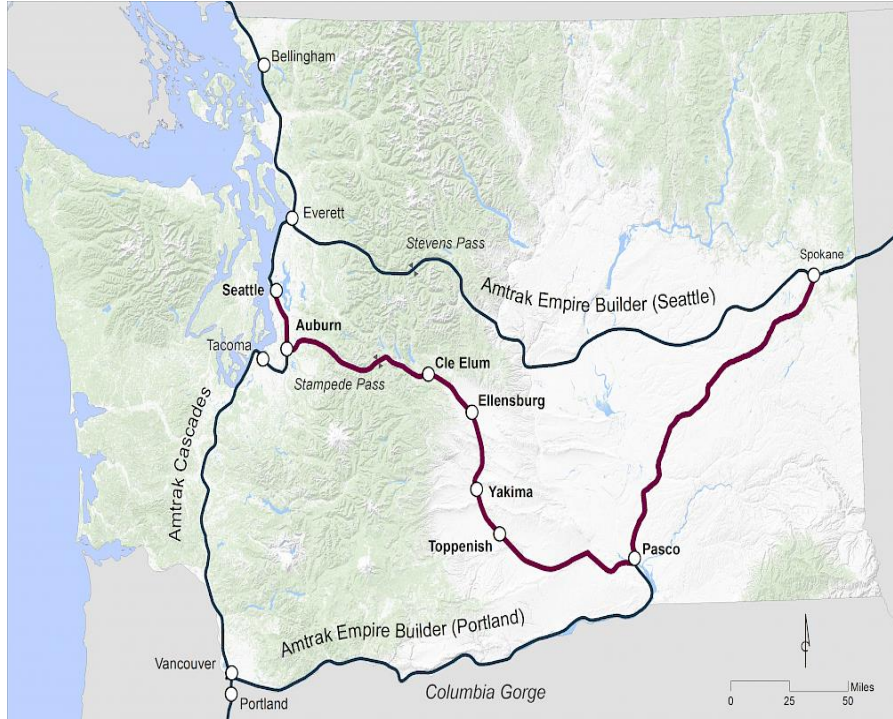 Bellingham
Everett
Stevens Pass
Spokane
Seattle
Amtrak Empire Builder (Seattle)
Auburn
Tacoma
Cle Elum
Stampede Pass
Ellensburg
Amtrak Cascades
Yakima
Toppenish
Pasco
Amtrak Empire Builder (Portland)
Vancouver
Columbia Gorge
Portland
0 25 50 Miles